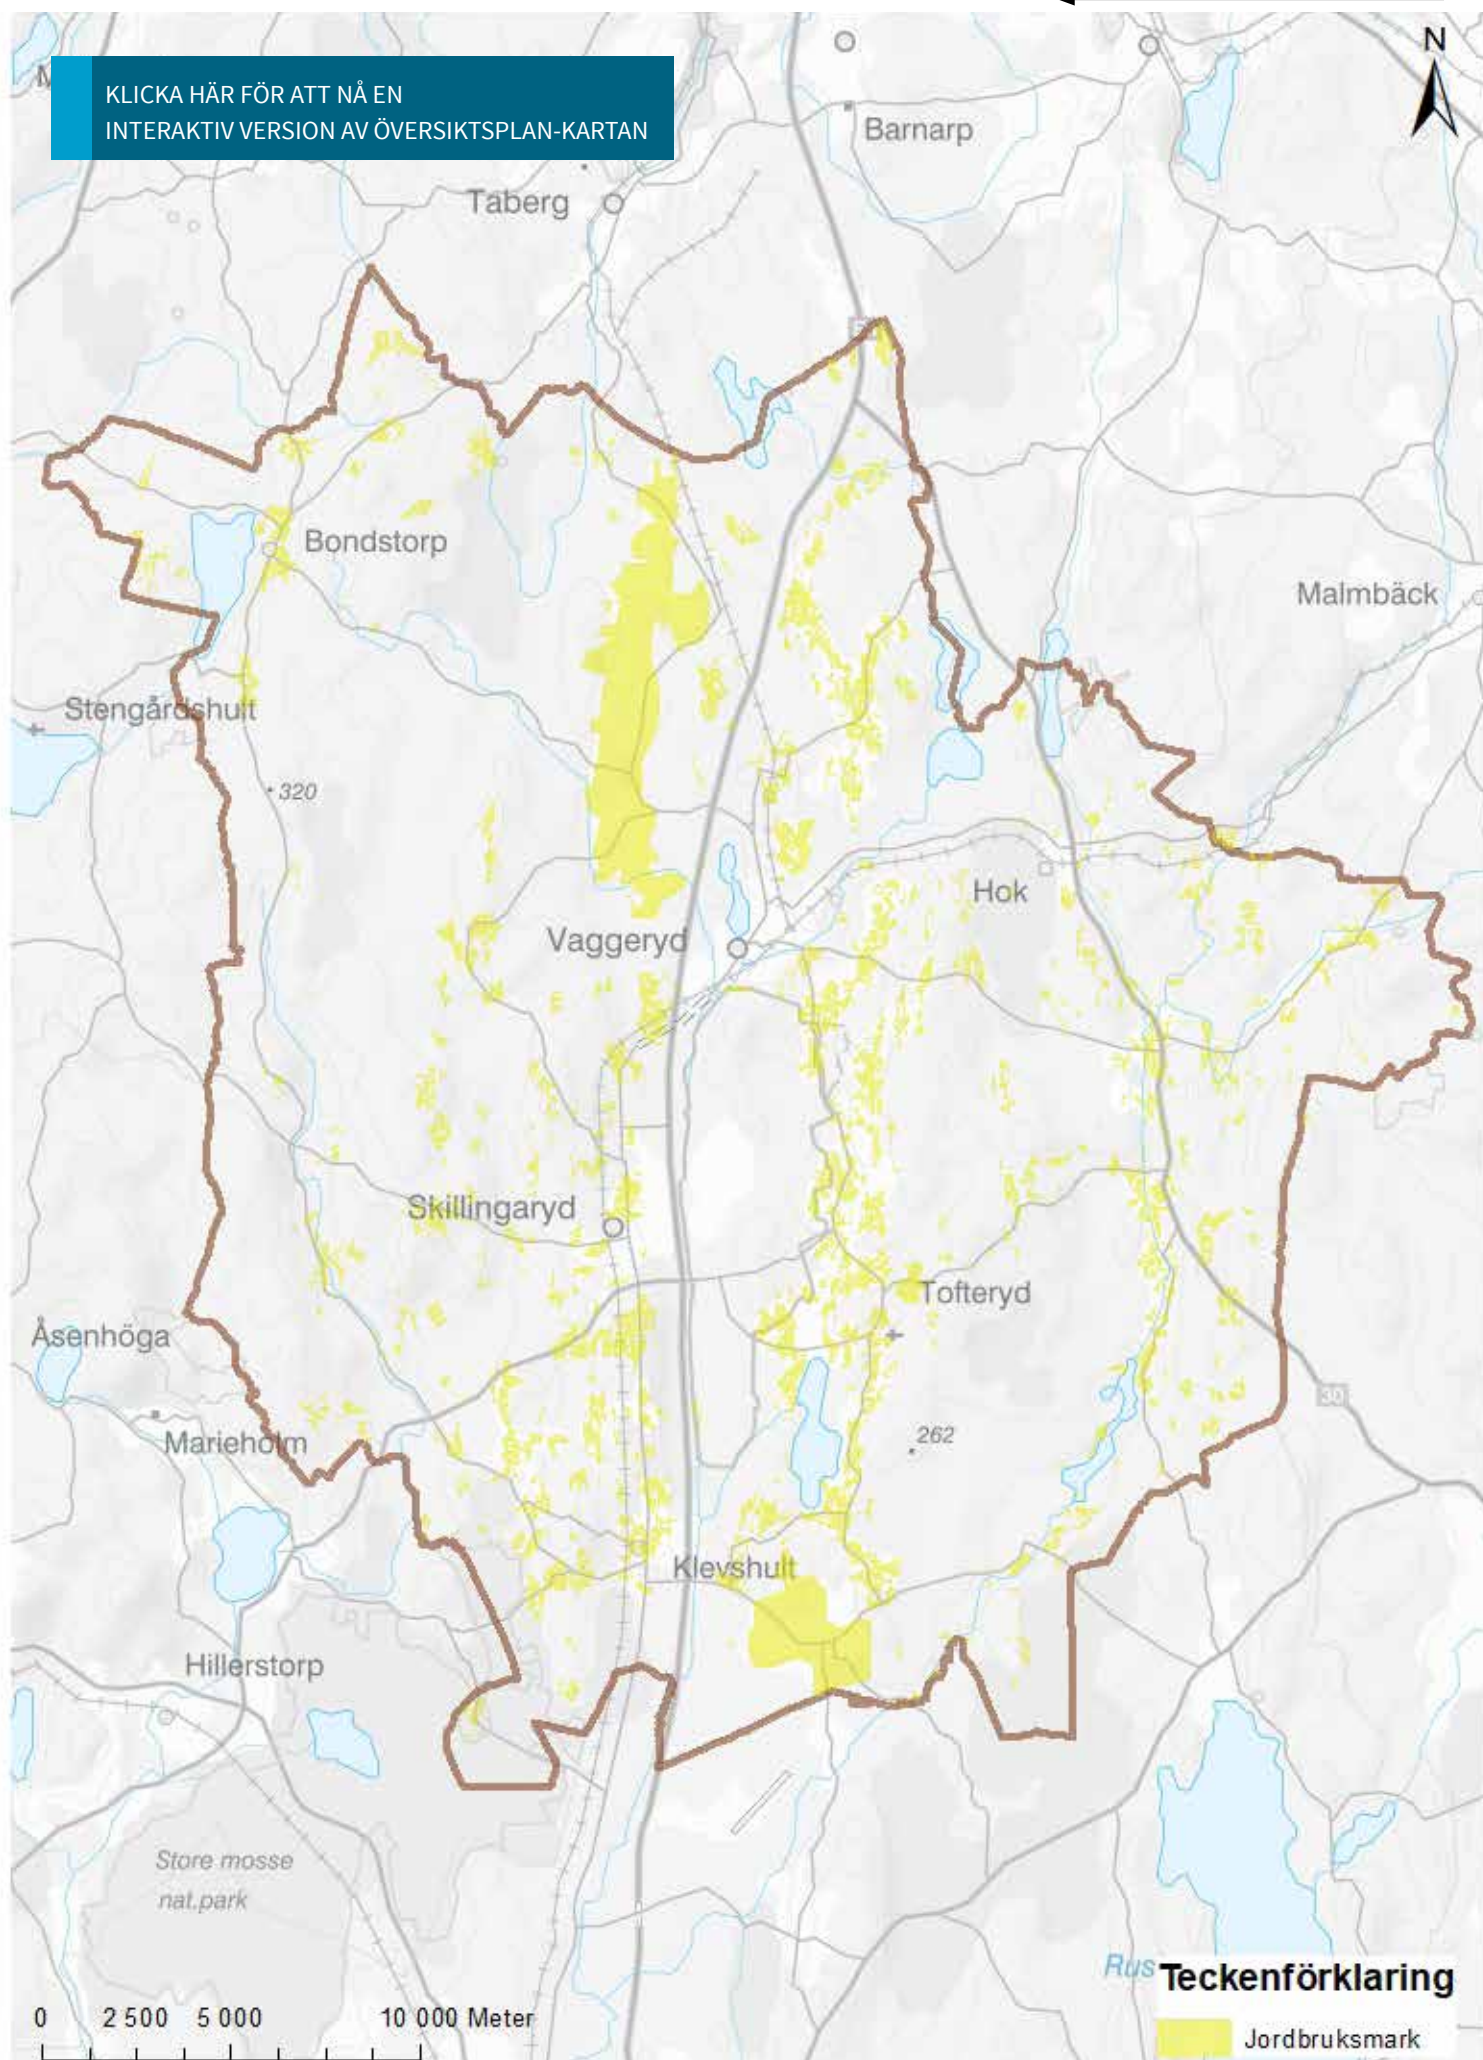 N
KLICKA HÄR FÖR ATT NÅ EN
INTERAKTIV VERSION AV ÖVERSIKTSPLAN-KARTAN
Barnarp
Taberg
Bondstorp
Malmbäck
Stengårdshult
320
Hok
Vaggeryd
Skillingaryd
Tofteryd
Åsenhöga
30
262
Marieholm
Klevshult
Hillerstorp
Store mosse
nat.park
Rus
Teckenförklaring
0 2 500 5 000 10 000 Meter
Jordbruksmark